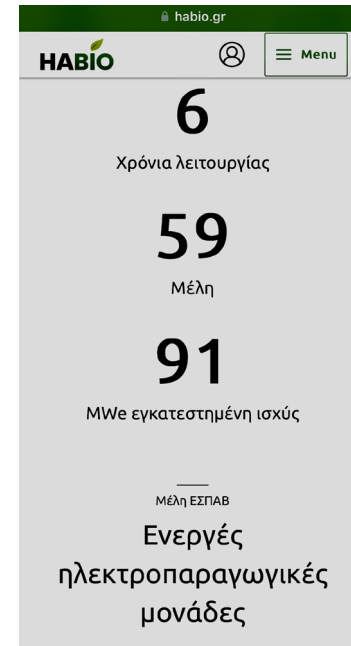 habio.gr
HABIO
Menu
6
Χρόνια λειτουργίας
59
Μέλη
91
MWe εγκατεστημένη ισχύς
Μέλη ΕΣΠΑΒ
Ενεργές
ηλεκτροπαραγωγικές
μονάδες